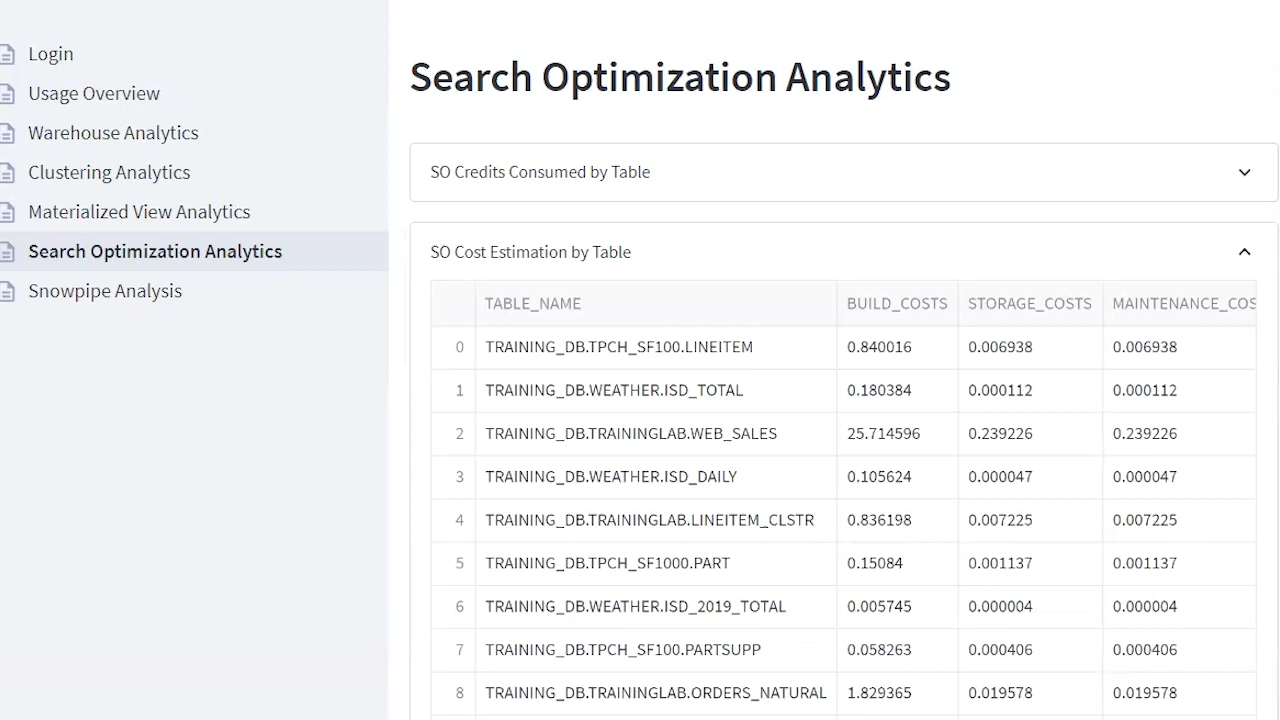 Login
Usage Overview
Warehouse Analytics
Clustering Analytics
Materialized View Analytics
Search Optimization Analytics
Snowpipe Analysis
Search Optimization Analytics
SO Credits Consumed by Table
SO Cost Estimation by Table
TABLE_NAME BUILD_COSTS STORAGE_COSTS MAINTENANCE_COS
0 TRAINING_DB.TPCH_SF100.LINEITEM 0.840016 0.006938 0.006938
1 TRAINING_DB.WEATHER.ISD_TOTAL 0.180384 0.000112 0.000112
2 TRAINING_DB.TRAININGLAB.WEB_SALES 25.714596 0.239226 0.239226
3 TRAINING_DB.WEATHER.ISD_DAILY 0.105624 0.000047 0.000047
4 TRAINING_DB.TRAININGLAB.LINEITEM_CLSTR 0.836198 0.007225 0.007225
5 TRAINING_DB.TPCH_SF1000.PART 0.15084 0.001137 0.001137
6 TRAINING_DB.WEATHER.ISD_2019_TOTAL 0.005745 0.000004 0.000004
7 TRAINING_DB.TPCH_SF100.PARTSUPP 0.058263 0.000406 0.000406
8 TRAINING_DB.TRAININGLAB.ORDERS_NATURAL 1.829365 0.019578 0.019578